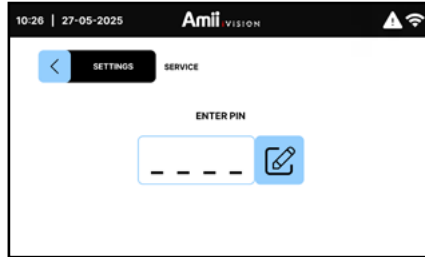 10:26 | 27-05-2025 Amii.VISION
SETTINGS SERVICE
ENTER PIN
_ _ _ _